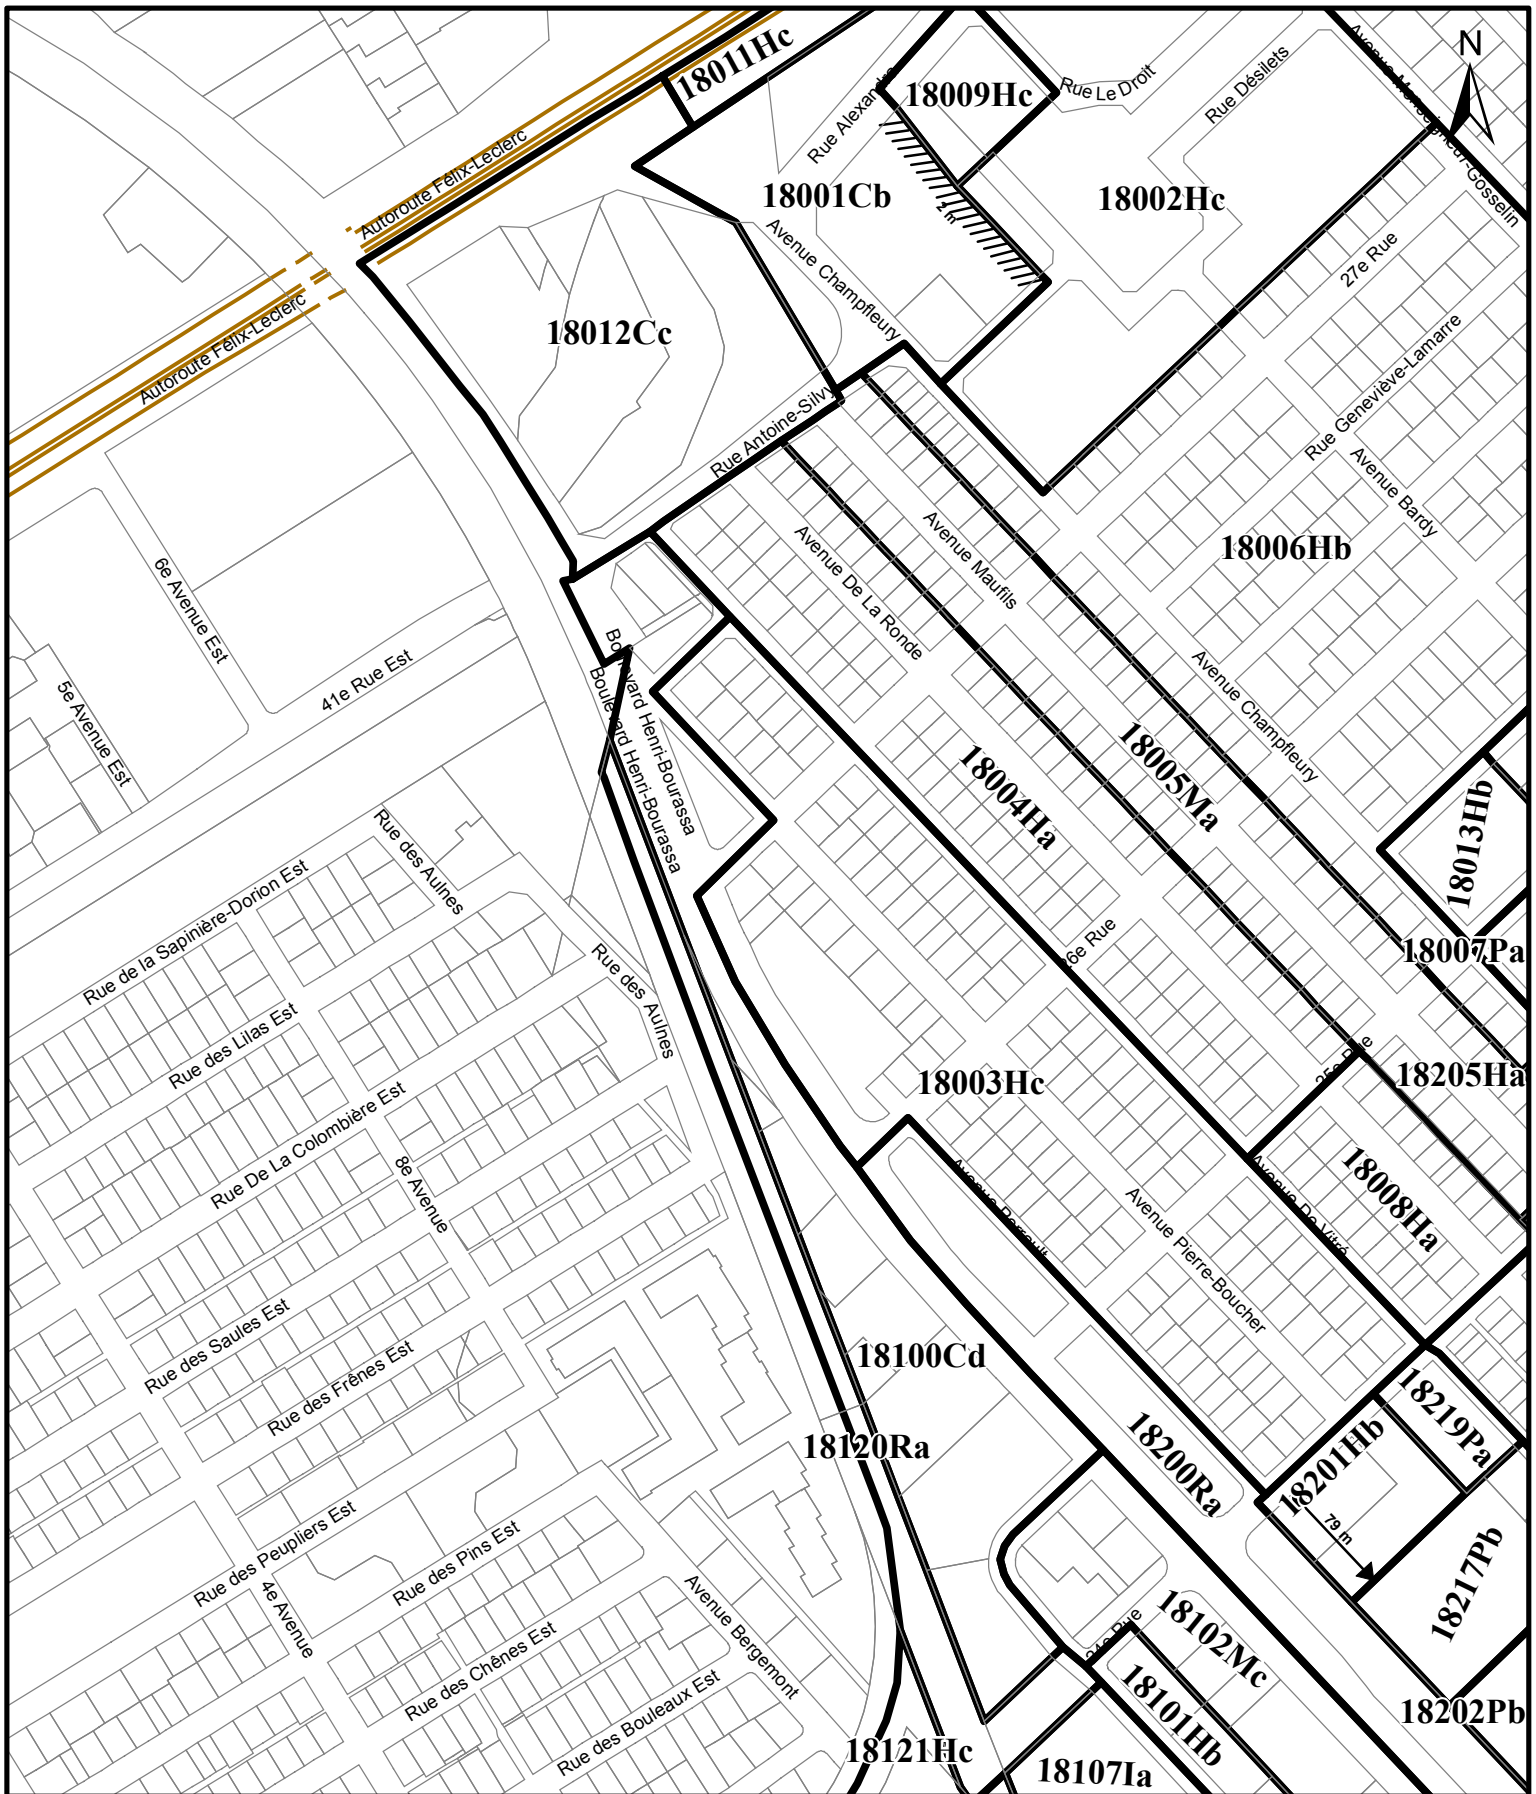 18011Hc
Avenue Monseigneur-Gosselin
N
18009Hc
Rue Le Droit
Rue Désilets
Rue Alexandre
Autoroute Félix-Leclerc
18001Cb
18002Hc
2 m
Avenue Champfleury
27e Rue
Autoroute Félix-Leclerc
18012Cc
Rue Geneviève-Lamarre
Rue Antoine-Silvy
Avenue Bardy
18006Hb
Avenue Maufils
Avenue De La Ronde
6e Avenue Est
41e Rue Est
5e Avenue Est
Boulevard Henri-Bourassa
Boulevard Henri-Bourassa
Avenue Champfleury
18005Ma
18004Ha
18013Hb
Rue des Aulnes
Rue de la Sapinière-Dorion Est
26e Rue
18007Pa
Rue des Aulnes
Rue des Lilas Est
18003Hc
25e Rue
18205Ha
Rue De La Colombière Est
8e Avenue
Avenue Perrault
Avenue Pierre-Boucher
Avenue De Vitré
18008Ha
Rue des Saules Est
Rue des Frênes Est
18100Cd
18219Pa
18201Hb
18120Ra
18200Ra
79 m
18217Pb
Rue des Peupliers Est
Rue des Pins Est
4e Avenue
Avenue Bergemont
Rue des Chênes Est
24e Rue
18102Mc
18101Hb
Rue des Bouleaux Est
18202Pb
18121Hc
18107Ia